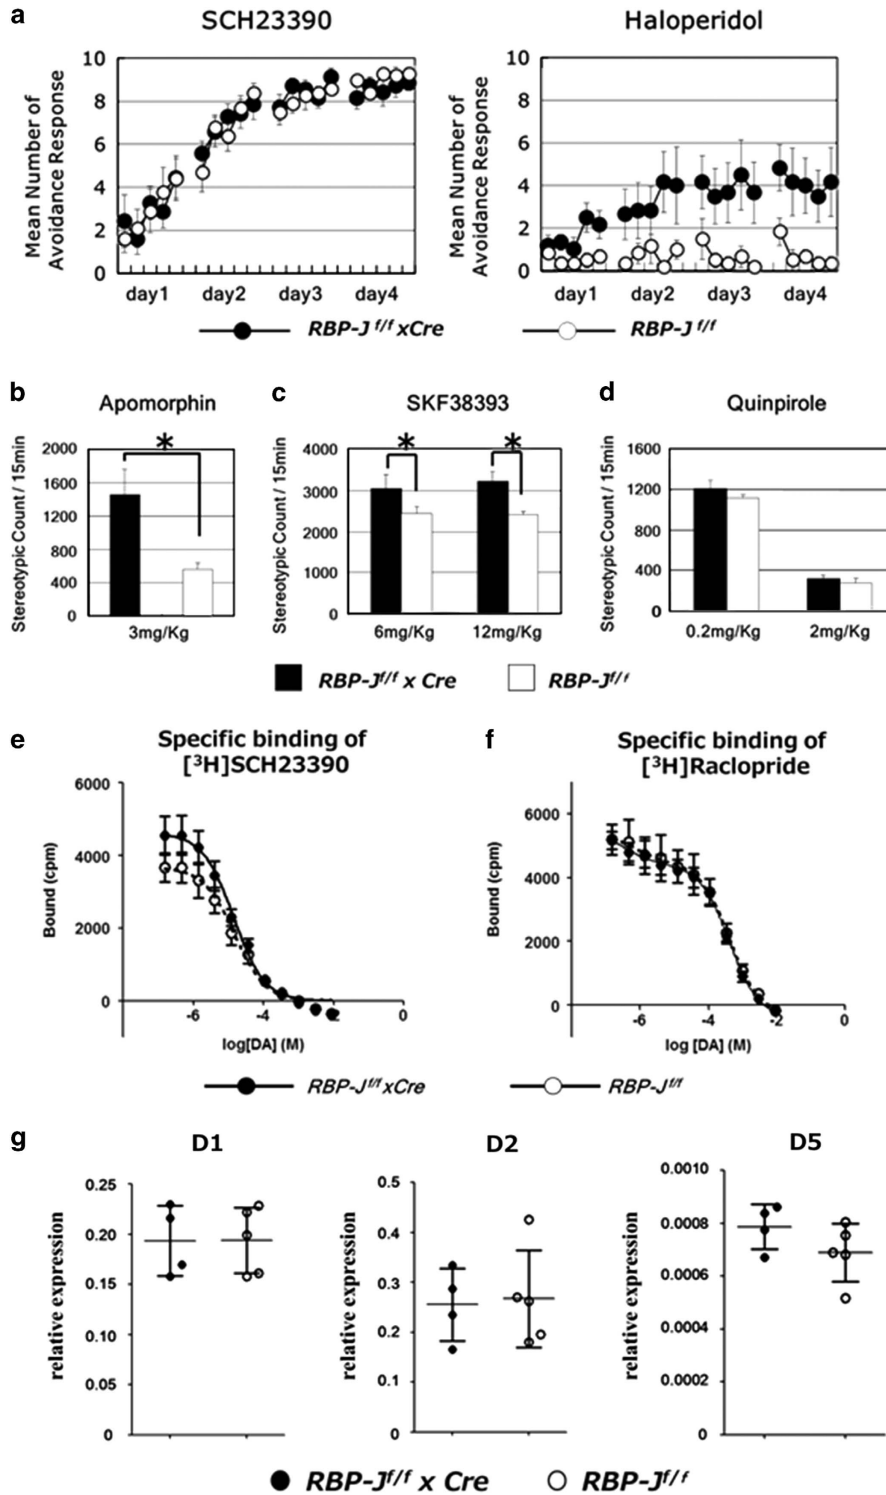 a
SCH23390
Haloperidol
Mean Number of
Avoidance Response
10
8
6
4
2
0
day1 day2 day3 day4
Mean Number of
Avoidance Response
10
8
6
4
2
0
day1 day2 day3 day4
RBP-J f/f xCre
RBP-J f/f
b
Apomorphin
Stereotypic Count / 15min
2000
1600
1200
800
400
0
*
3mg/Kg
c
SKF38393
Stereotypic Count / 15min
4000
3000
2000
1000
0
* *
6mg/Kg 12mg/Kg
d
Quinpirole
Stereotypic Count / 15min
1600
1200
800
400
0
0.2mg/Kg 2mg/Kg
RBP-Jf/f x Cre
RBP-Jf/f
e
Specific binding of
[³H]SCH23390
Bound (cpm)
6000
4000
2000
0
-6 -4 -2 0
log[DA] (M)
f
Specific binding of
[³H]Raclopride
Bound (cpm)
6000
4000
2000
0
-6 -4 -2 0
log [DA] (M)
RBP-Jf/f xCre
RBP-Jf/f
g
D1
relative expression
0.25
0.20
0.15
0.10
0.05
0
D2
relative expression
0.5
0.4
0.3
0.2
0.1
0
D5
relative expression
0.0010
0.0008
0.0006
0.0004
0.0002
0
RBP-Jf/f x Cre
RBP-Jf/f